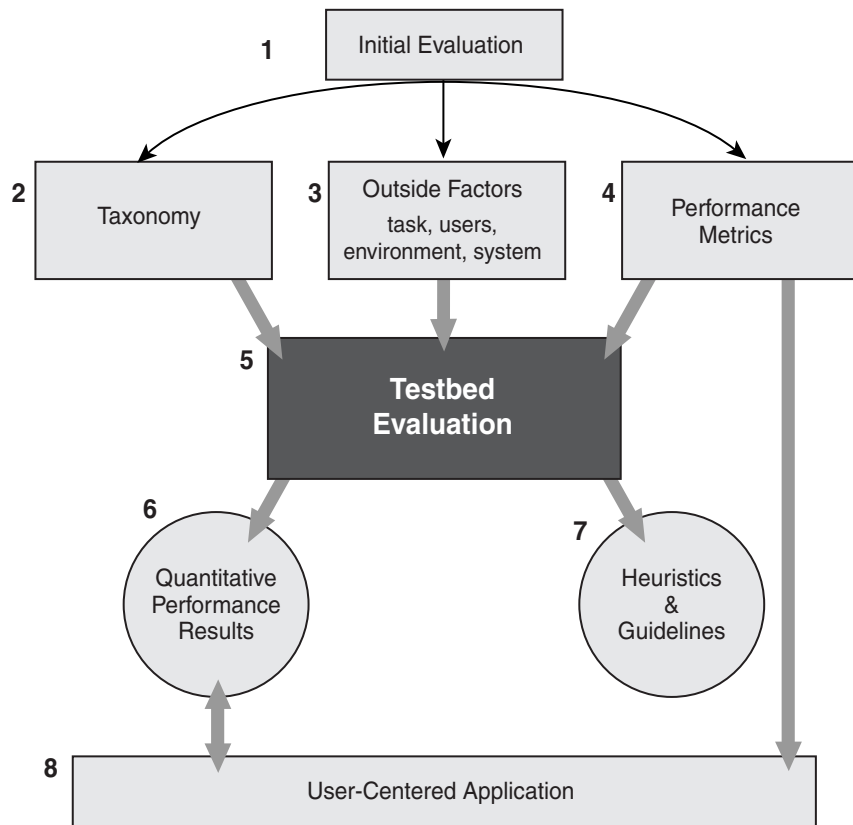 1
Initial Evaluation
2
Taxonomy
3
Outside Factors
task, users,
environment, system
4
Performance
Metrics
5
Testbed
Evaluation
6
Quantitative
Performance
Results
7
Heuristics
&
Guidelines
8
User-Centered Application